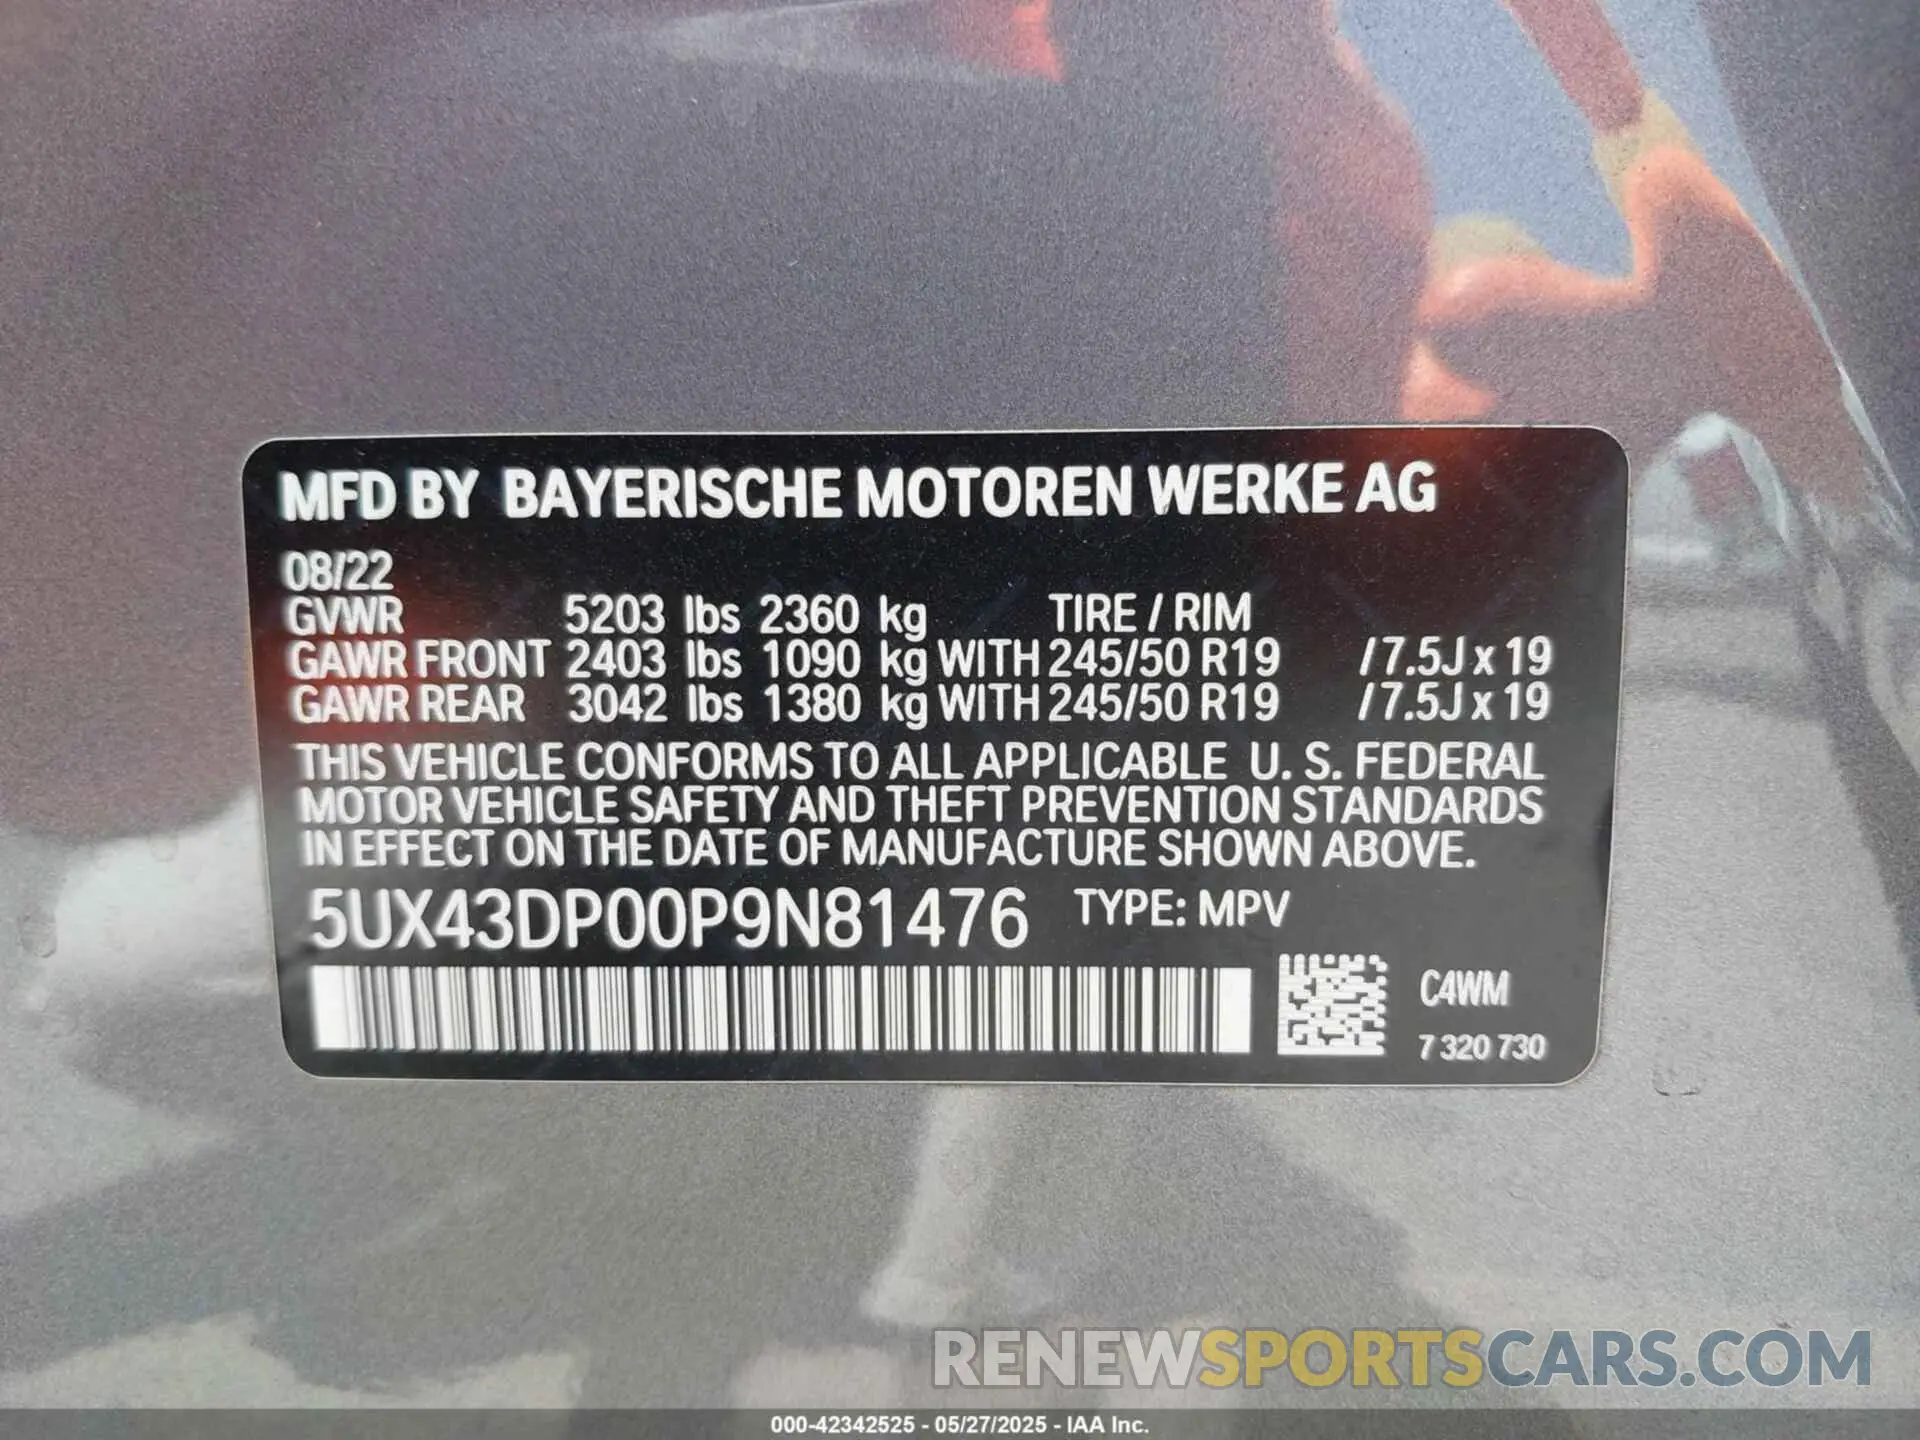 MFD BY BAYERISCHE MOTOREN WERKE AG
08/22
GVWR 5203 lbs 2360 kg TIRE / RIM
GAWR FRONT 2403 lbs 1090 kg WITH 245/50 R19 /7.5J x 19
GAWR REAR 3042 lbs 1380 kg WITH 245/50 R19 /7.5J x 19
THIS VEHICLE CONFORMS TO ALL APPLICABLE U. S. FEDERAL
MOTOR VEHICLE SAFETY AND THEFT PREVENTION STANDARDS
IN EFFECT ON THE DATE OF MANUFACTURE SHOWN ABOVE.
5UX43DP00P9N81476 TYPE: MPV
C4WM
7 320 730
RENEWSPORTSCARS.COM
000-42342525 - 05/27/2025 - IAA Inc.